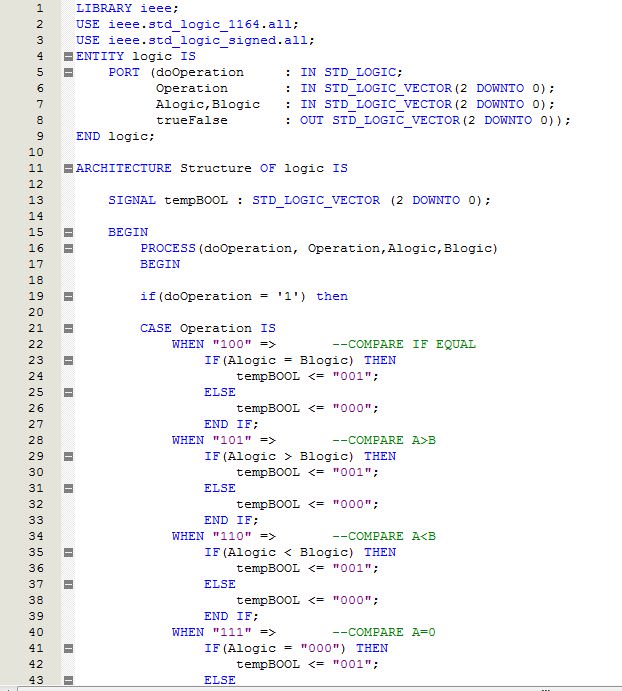 1 LIBRARY ieee;
2 USE ieee.std_logic_1164.all;
3 USE ieee.std_logic_signed.all;
4 ENTITY logic IS
5 PORT (doOperation : IN STD_LOGIC;
6 Operation : IN STD_LOGIC_VECTOR(2 DOWNTO 0);
7 Alogic,Blogic : IN STD_LOGIC_VECTOR(2 DOWNTO 0);
8 trueFalse : OUT STD_LOGIC_VECTOR(2 DOWNTO 0));
9 END logic;
10
11 ARCHITECTURE Structure OF logic IS
12
13 SIGNAL tempBOOL : STD_LOGIC_VECTOR (2 DOWNTO 0);
14
15 BEGIN
16 PROCESS(doOperation, Operation,Alogic,Blogic)
17 BEGIN
18
19 if(doOperation = '1') then
20
21 CASE Operation IS
22 WHEN "100" => --COMPARE IF EQUAL
23 IF(Alogic = Blogic) THEN
24 tempBOOL <= "001";
25 ELSE
26 tempBOOL <= "000";
27 END IF;
28 WHEN "101" => --COMPARE A>B
29 IF(Alogic > Blogic) THEN
30 tempBOOL <= "001";
31 ELSE
32 tempBOOL <= "000";
33 END IF;
34 WHEN "110" => --COMPARE A<B
35 IF(Alogic < Blogic) THEN
36 tempBOOL <= "001";
37 ELSE
38 tempBOOL <= "000";
39 END IF;
40 WHEN "111" => --COMPARE A=0
41 IF(Alogic = "000") THEN
42 tempBOOL <= "001";
43 ELSE